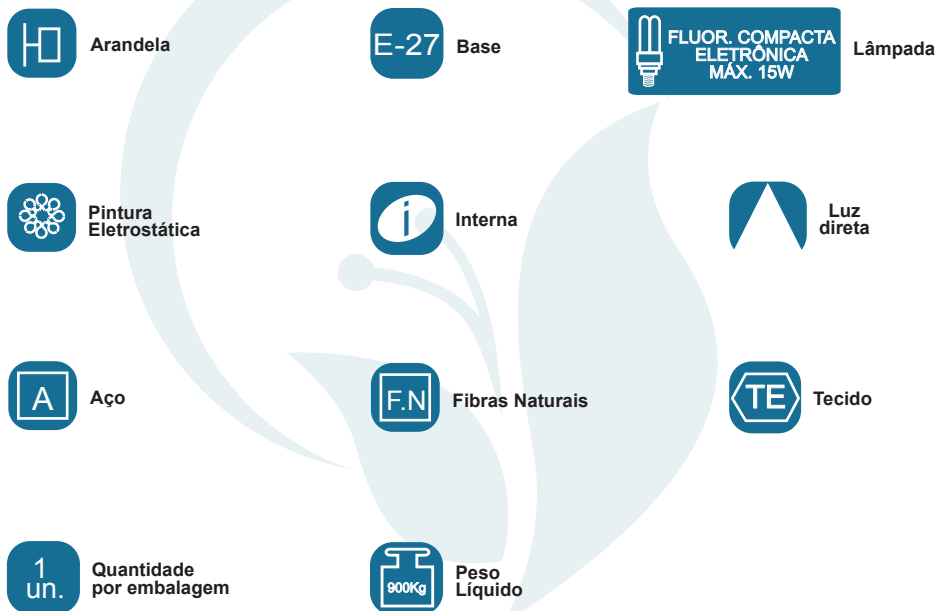 Arandela
E-27
Base
FLUOR. COMPACTA
ELETRÔNICA
MÁX. 15W
Lâmpada
Pintura
Eletrostática
i
Interna
Luz
direta
A
Aço
F.N
Fibras Naturais
TE
Tecido
1
un.
Quantidade
por embalagem
900Kg
Peso
Líquido